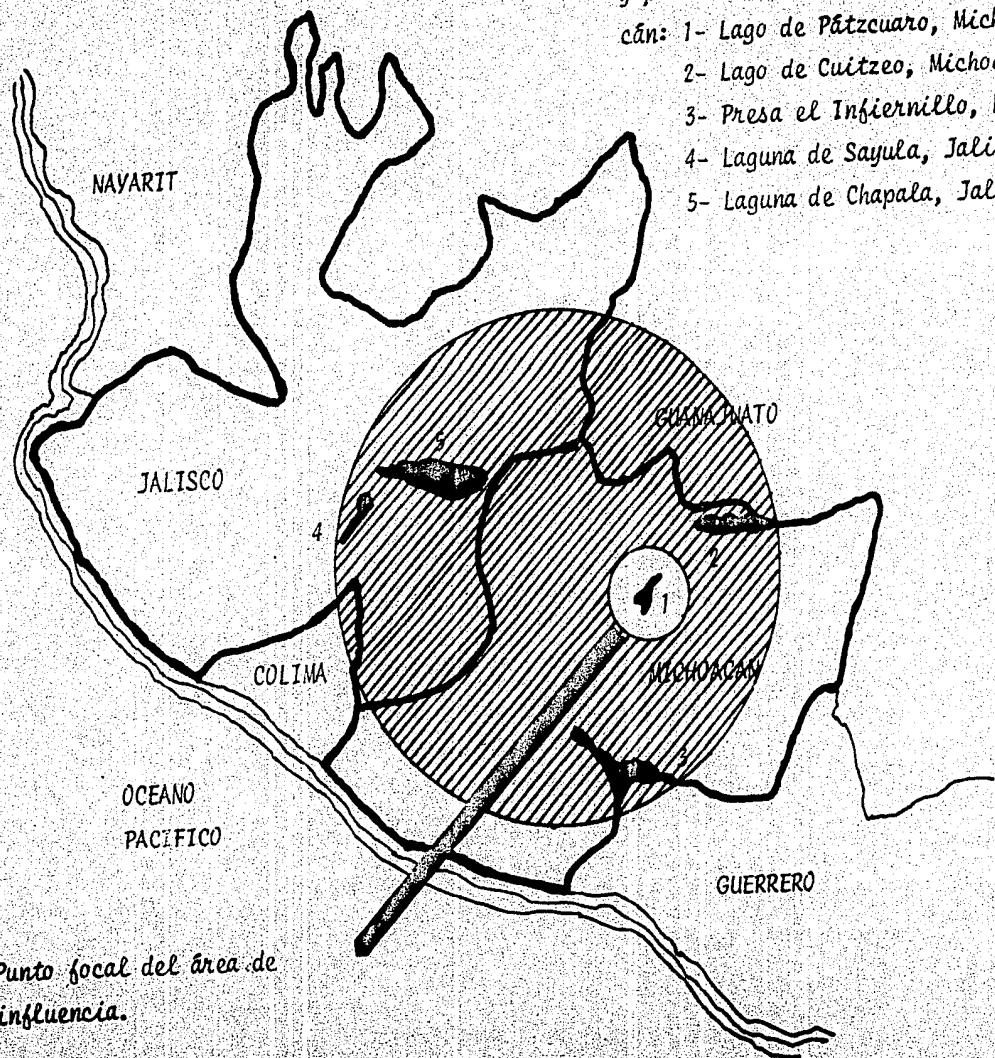 cán: 1- Lago de Pátzcuaro, Mich
2- Lago de Cuitzeo, Michoa
3- Presa el Infiernillo,
4- Laguna de Sayula, Jali
5- Laguna de Chapala, Jal
NAYARIT
GUANAJUATO
5
JALISCO
4
2
1
COLIMA
MICHOACAN
3
OCEANO
PACIFICO
GUERRERO
Punto focal del área de
influencia.